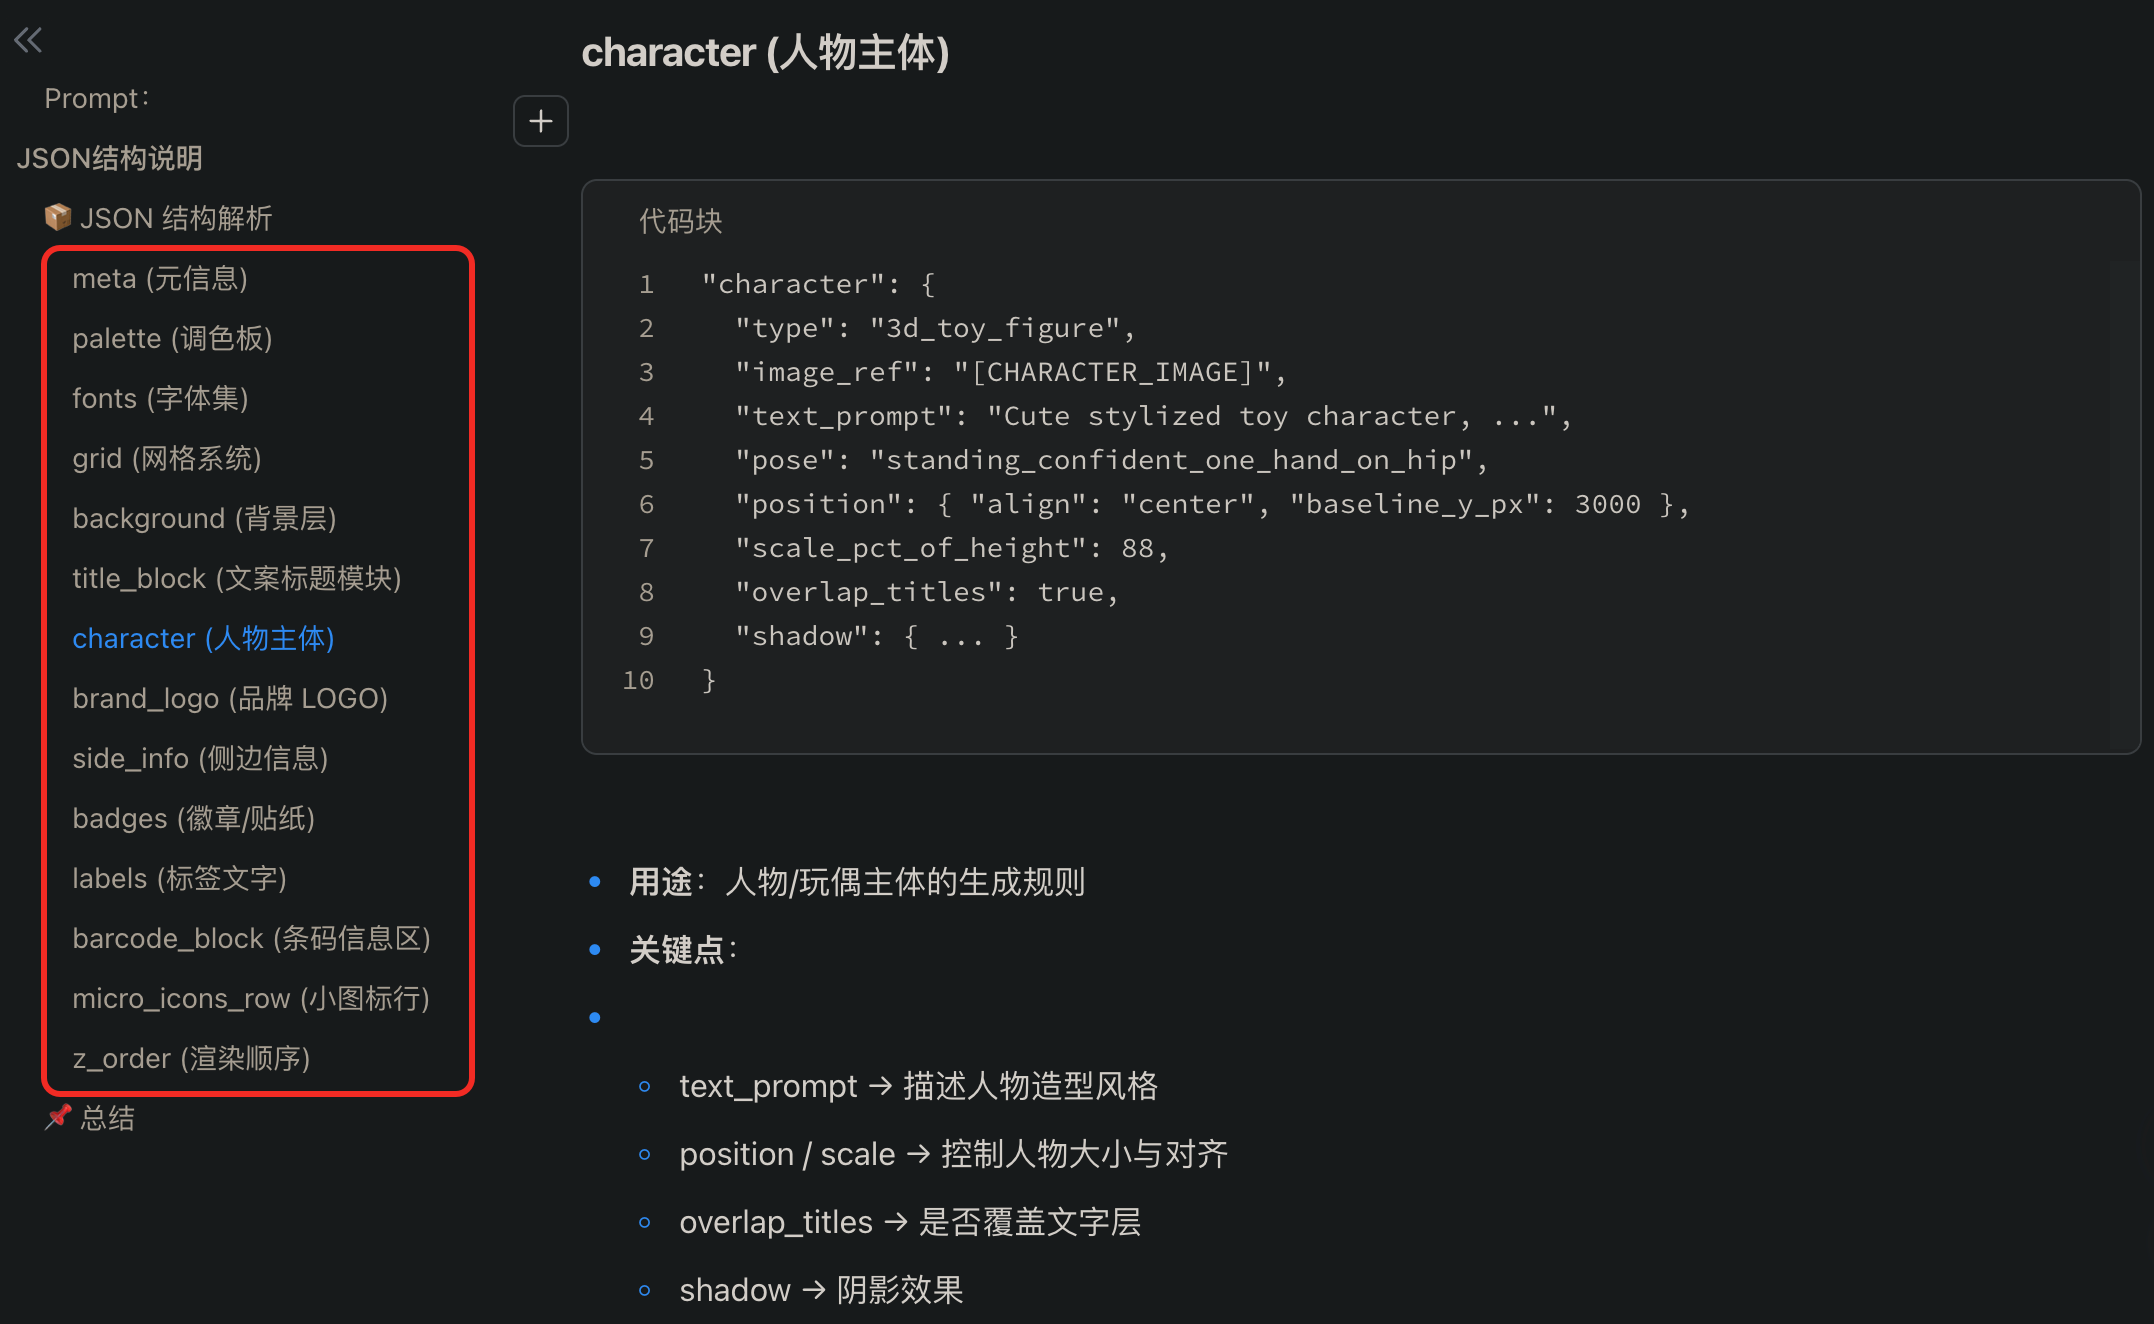 Prompt：
JSON结构说明
📦 JSON 结构解析
meta (元信息)
palette (调色板)
fonts (字体集)
grid (网格系统)
background (背景层)
title_block (文案标题模块)
character (人物主体)
brand_logo (品牌 LOGO)
side_info (侧边信息)
badges (徽章/贴纸)
labels (标签文字)
barcode_block (条码信息区)
micro_icons_row (小图标行)
z_order (渲染顺序)
📌 总结
character (人物主体)
代码块
1 "character": {
2 "type": "3d_toy_figure",
3 "image_ref": "[CHARACTER_IMAGE]",
4 "text_prompt": "Cute stylized toy character, ...",
5 "pose": "standing_confident_one_hand_on_hip",
6 "position": { "align": "center", "baseline_y_px": 3000 },
7 "scale_pct_of_height": 88,
8 "overlap_titles": true,
9 "shadow": { ... }
10 }
用途：人物/玩偶主体的生成规则
关键点：
text_prompt → 描述人物造型风格
position / scale → 控制人物大小与对齐
overlap_titles → 是否覆盖文字层
shadow → 阴影效果